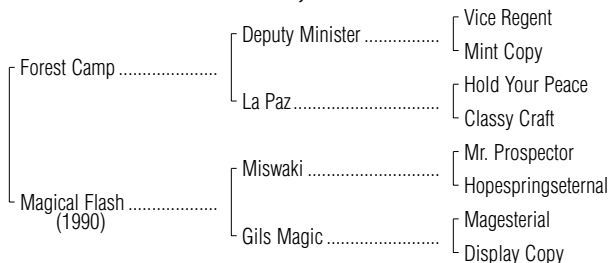 Vice Regent
Deputy Minister
Mint Copy
Forest Camp
Hold Your Peace
La Paz
Classy Craft
Mr. Prospector
Miswaki
Hopespringseternal
Magical Flash
(1990)
Magesterial
Gils Magic
Display Copy